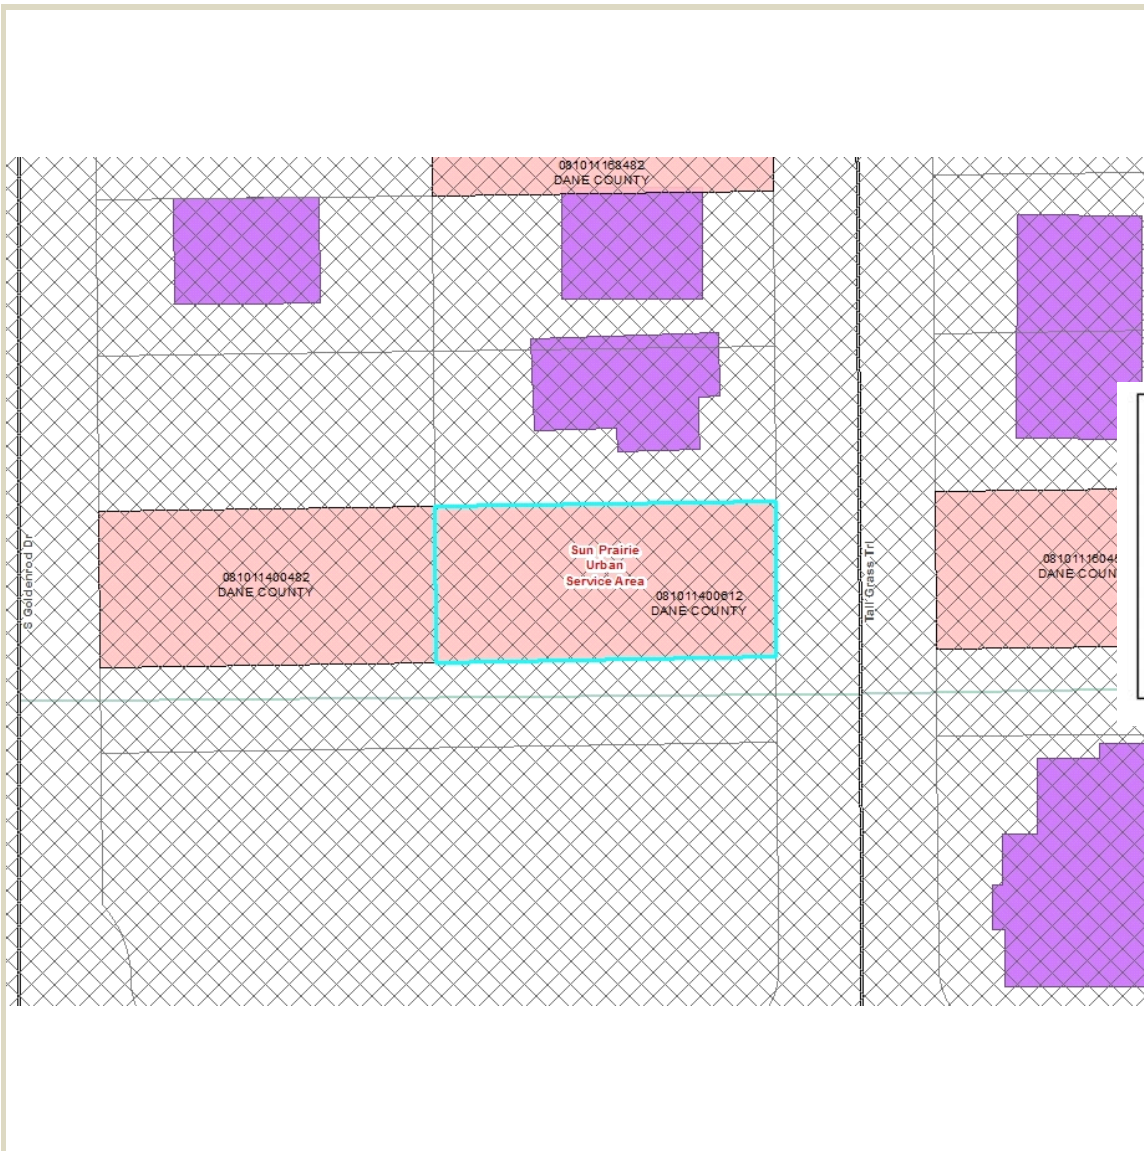 081011168482
DANE COUNTY
S Goldenrod Dr
081011400482
DANE COUNTY
Sun Prairie
Urban
Service Area
081011400612
DANE COUNTY
Tall Grass Trl
08101116048
DANE COUN